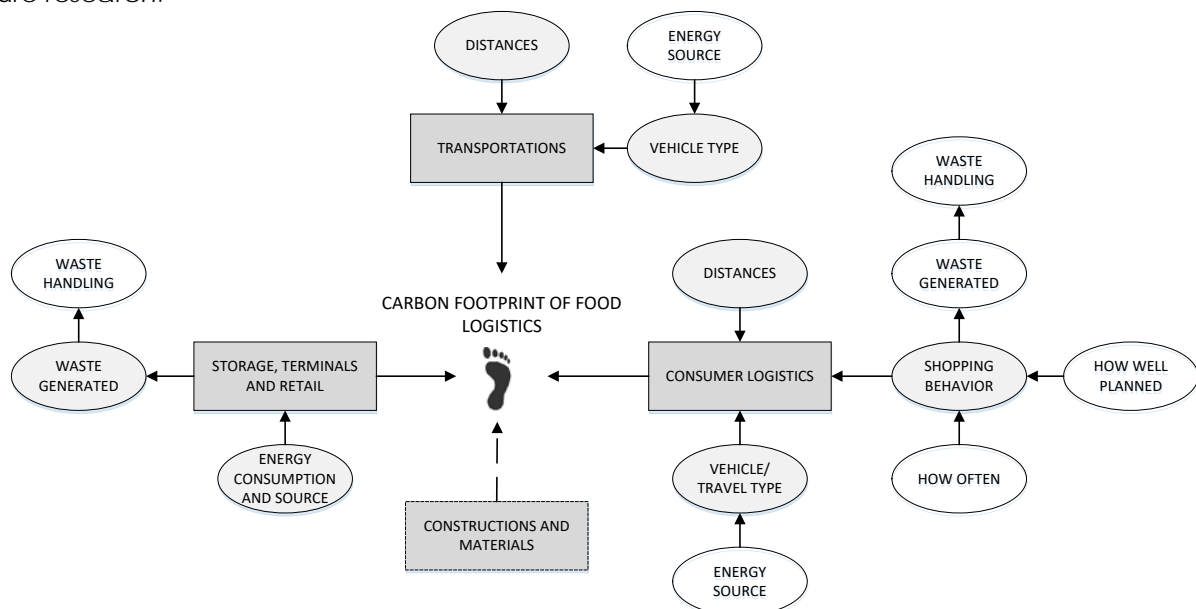 DISTANCES
ENERGY
SOURCE
TRANSPORTATIONS
VEHICLE TYPE
WASTE
HANDLING
WASTE
HANDLING
DISTANCES
WASTE
GENERATED
CARBON FOOTPRINT OF FOOD
LOGISTICS
WASTE
GENERATED
STORAGE, TERMINALS
AND RETAIL
CONSUMER LOGISTICS
SHOPPING
BEHAVIOR
HOW WELL
PLANNED
ENERGY
CONSUMPTION
AND SOURCE
VEHICLE/
TRAVEL TYPE
HOW OFTEN
CONSTRUCTIONS AND
MATERIALS
ENERGY
SOURCE